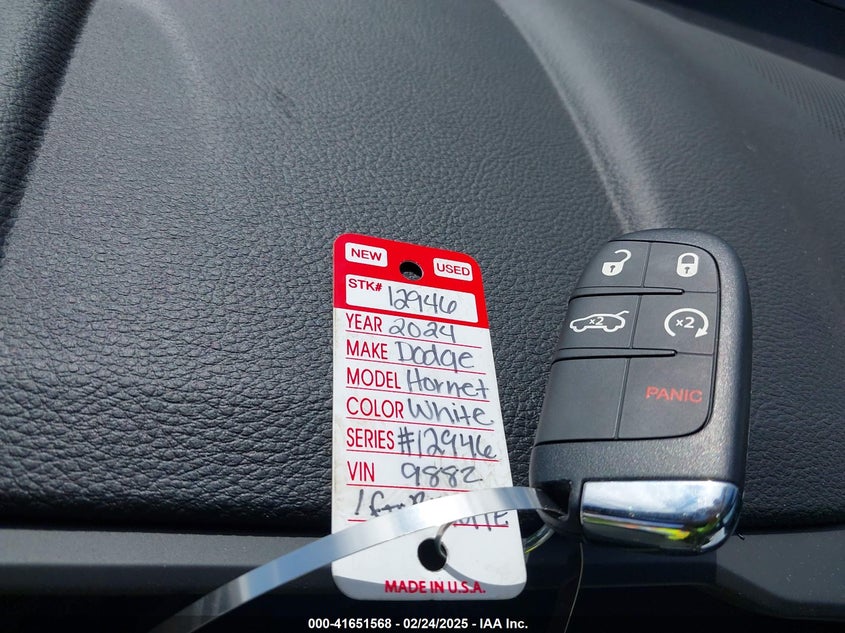 NEW USED
STK# 12946
YEAR 2024
MAKE Dodge
MODEL Hornet
COLOR White
SERIES #12946
VIN 9882
MADE IN U.S.A.
x2 x2
PANIC
000-41651568 - 02/24/2025 - IAA Inc.